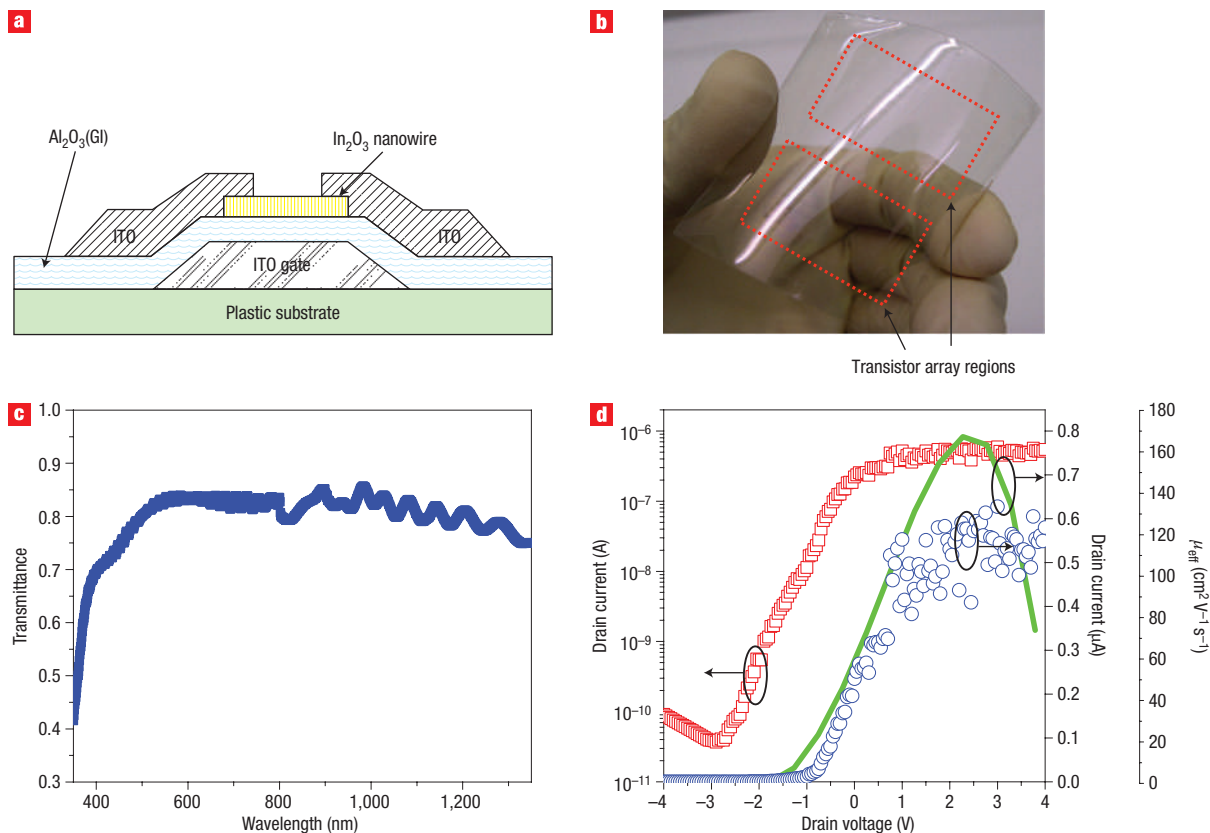 a
Al₂O₃(GI)
In₂O₃ nanowire
ITO
ITO
ITO gate
Plastic substrate
b
Transistor array regions
c
1.0
0.9
0.8
0.7
0.6
0.5
0.4
0.3
Transmittance
400 600 800 1,000 1,200
Wavelength (nm)
d
10⁻⁶
10⁻⁷
10⁻⁸
10⁻⁹
10⁻¹⁰
10⁻¹¹
Drain current (A)
0.8
0.7
0.6
0.5
0.4
0.3
0.2
0.1
0.0
Drain current (μA)
180
160
140
120
100
80
60
40
20
0
μeff (cm² V⁻¹ s⁻¹)
−4 −3 −2 −1 0 1 2 3 4
Drain voltage (V)